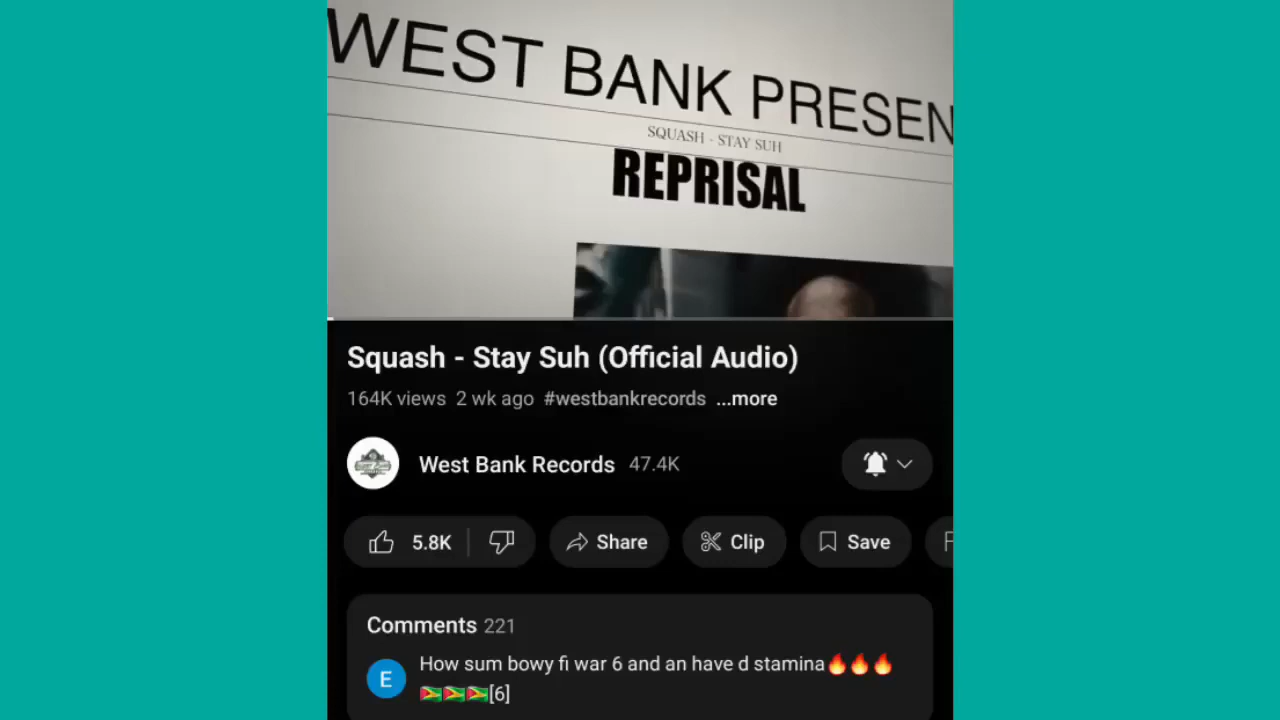 WEST BANK PRESEN
SQUASH - STAY SUH
REPRISAL
Squash - Stay Suh (Official Audio)
164K views 2 wk ago #westbankrecords ...more
West Bank Records 47.4K
5.8K Share Clip Save
Comments 221
E How sum bowy fi war 6 and an have d stamina🔥🔥🔥
🇬🇾🇬🇾🇬🇾[6]